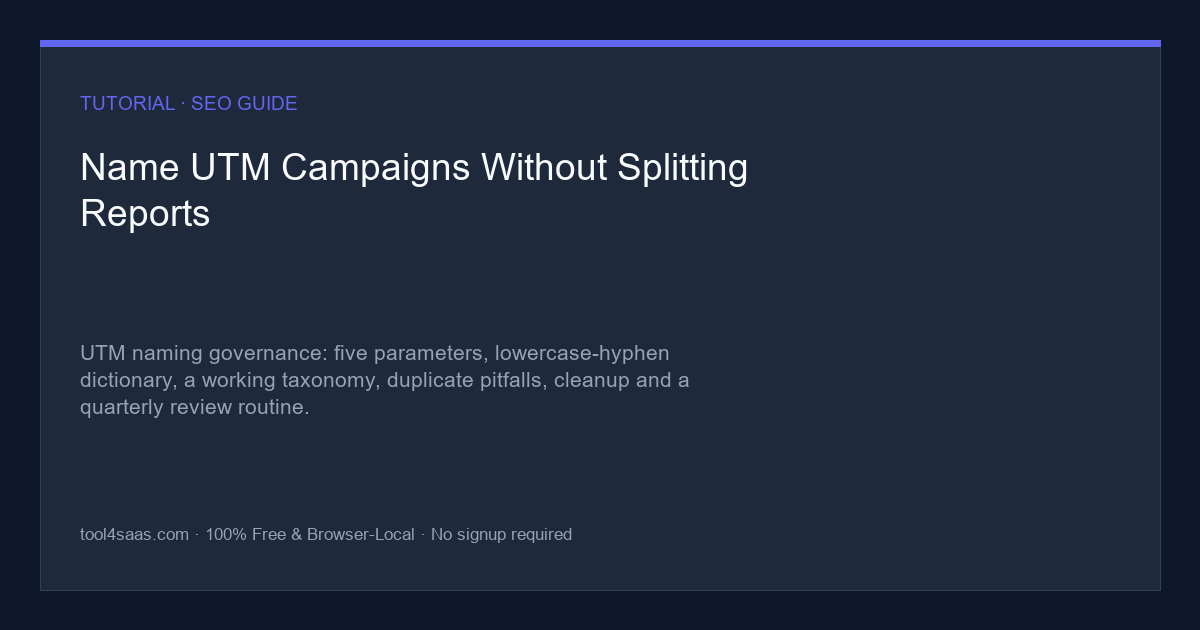 TUTORIAL · SEO GUIDE
Name UTM Campaigns Without Splitting
Reports
UTM naming governance: five parameters, lowercase-hyphen
dictionary, a working taxonomy, duplicate pitfalls, cleanup and a
quarterly review routine.
tool4saas.com · 100% Free & Browser-Local · No signup required